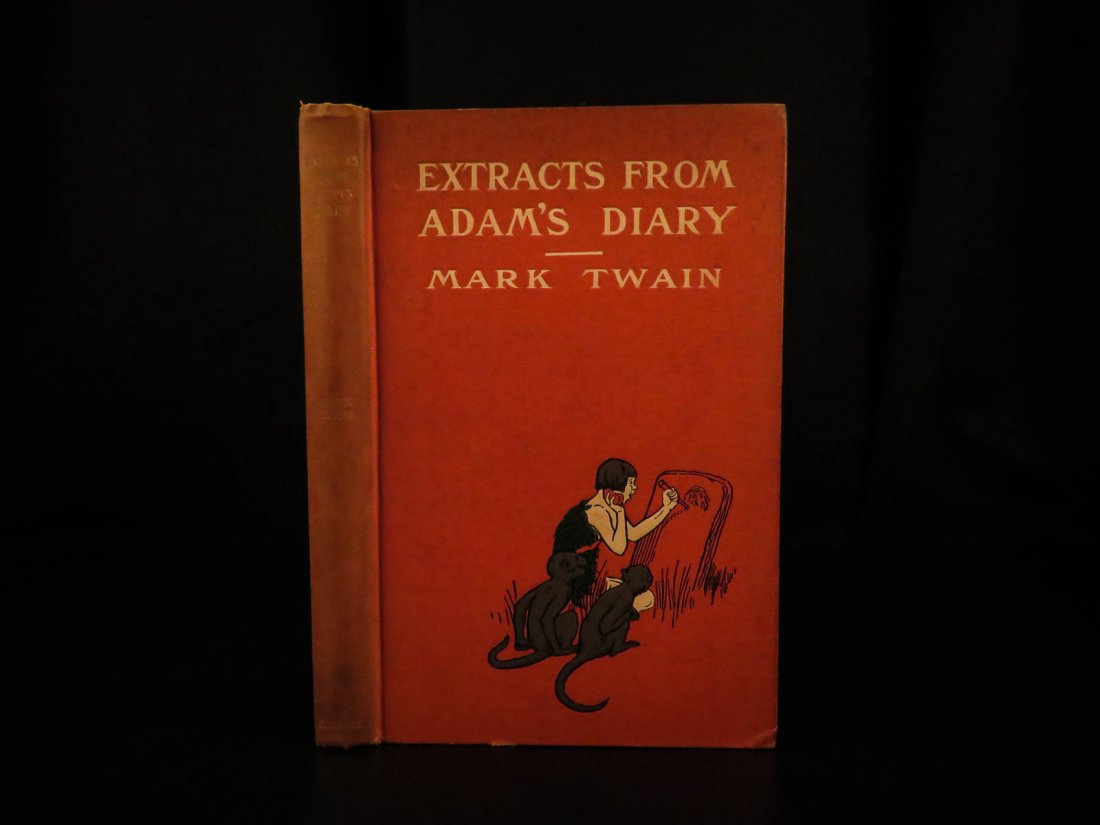 EXTRACTS FROM
ADAM'S DIARY
MARK TWAIN